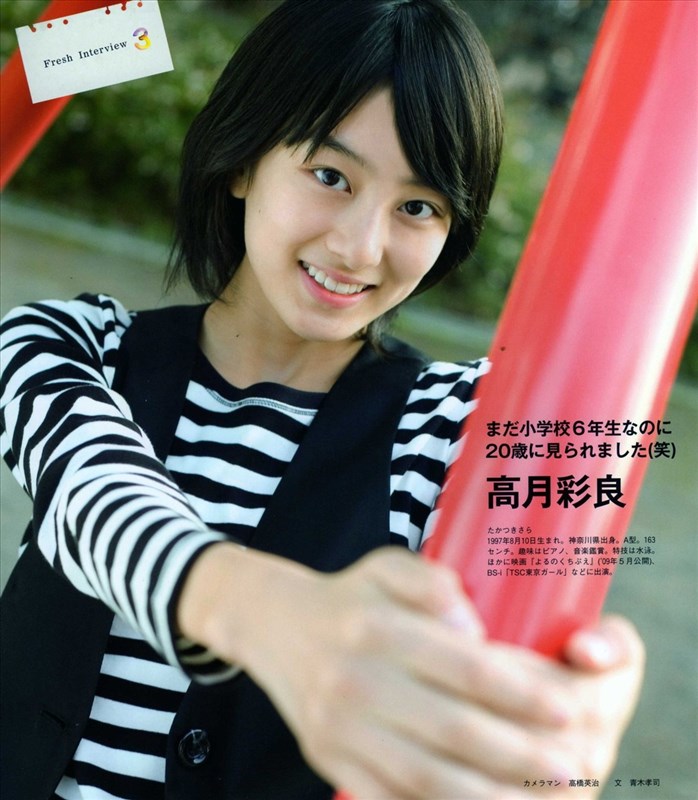 Fresh Interview 3
まだ小学校6年生なのに
20歳に見られました(笑)
高月彩良
たかつきさら
1997年8月10日生まれ。神奈川県出身。A型。163
センチ。趣味はピアノ、音楽鑑賞。特技は水泳。
ほかに映画「よるのくちぶえ」('09年5月公開)、
BS-i「TSC東京ガール」などに出演。
カメラマン 高橋英治 文 青木孝司